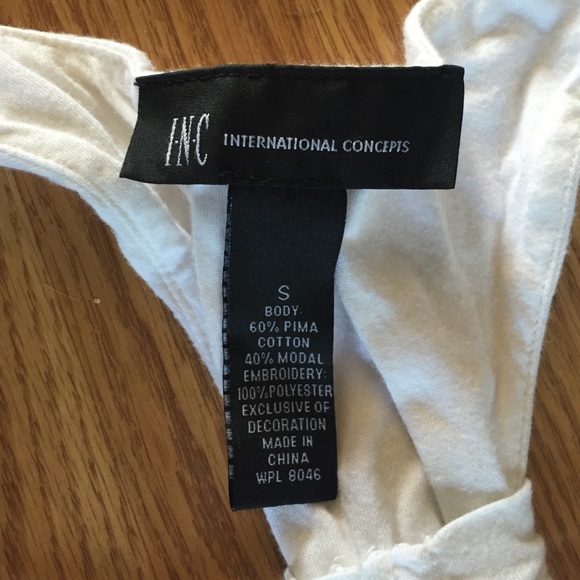 I·N·C INTERNATIONAL CONCEPTS
S
BODY:
60% PIMA
COTTON
40% MODAL
EMBROIDERY:
100%POLYESTER
EXCLUSIVE OF
DECORATION
MADE IN
CHINA
WPL 8046